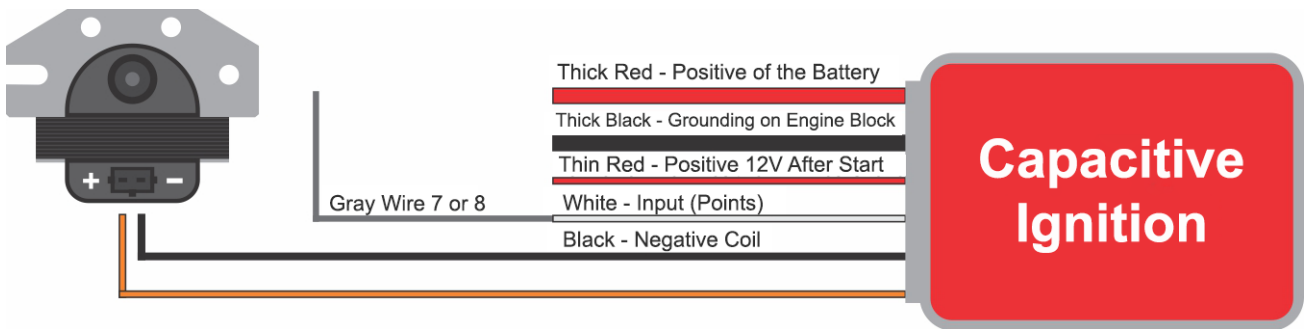 Thick Red - Positive of the Battery
Thick Black - Grounding on Engine Block
Thin Red - Positive 12V After Start
Gray Wire 7 or 8
White - Input (Points)
Black - Negative Coil
+ -
Capacitive
Ignition